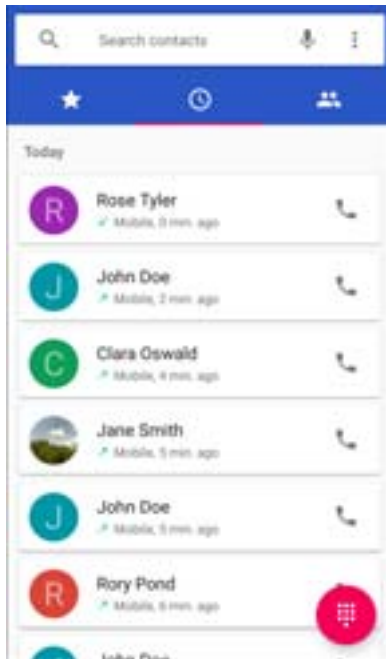 Search contacts
Today
R
Rose Tyler
Mobile, 0 min. ago
J
John Doe
Mobile, 2 min. ago
C
Clara Oswald
Mobile, 4 min. ago
Jane Smith
Mobile, 5 min. ago
J
John Doe
Mobile, 5 min. ago
R
Rory Pond
Mobile, 6 min. ago
John Doe